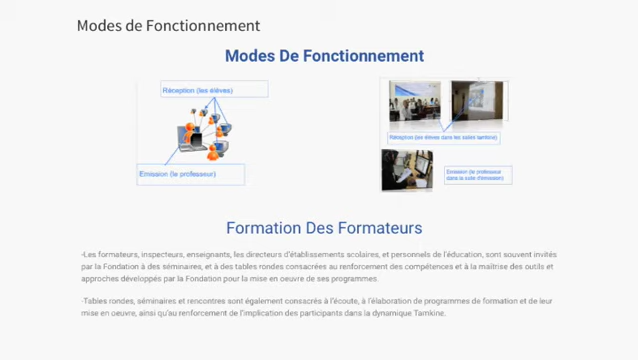 Modes de Fonctionnement
Modes De Fonctionnement
Réception (les élèves)
Emission (le professeur)
Réception (les élèves dans les salles tamkine)
Emission (le professeur
dans la salle d'émission)
Formation Des Formateurs
-Les formateurs, inspecteurs, enseignants, les directeurs d'établissements scolaires, et personnels de l'éducation, sont souvent invités
par la Fondation à des séminaires, et à des tables rondes consacrées au renforcement des compétences et à la maitrise des outils et
approches développés par la Fondation pour la mise en oeuvre de ses programmes.
-Tables rondes, séminaires et rencontres sont également consacrés à l'écoute, à l'élaboration de programmes de formation et de leur
mise en oeuvre, ainsi qu'au renforcement de l'implication des participants dans la dynamique Tamkine.